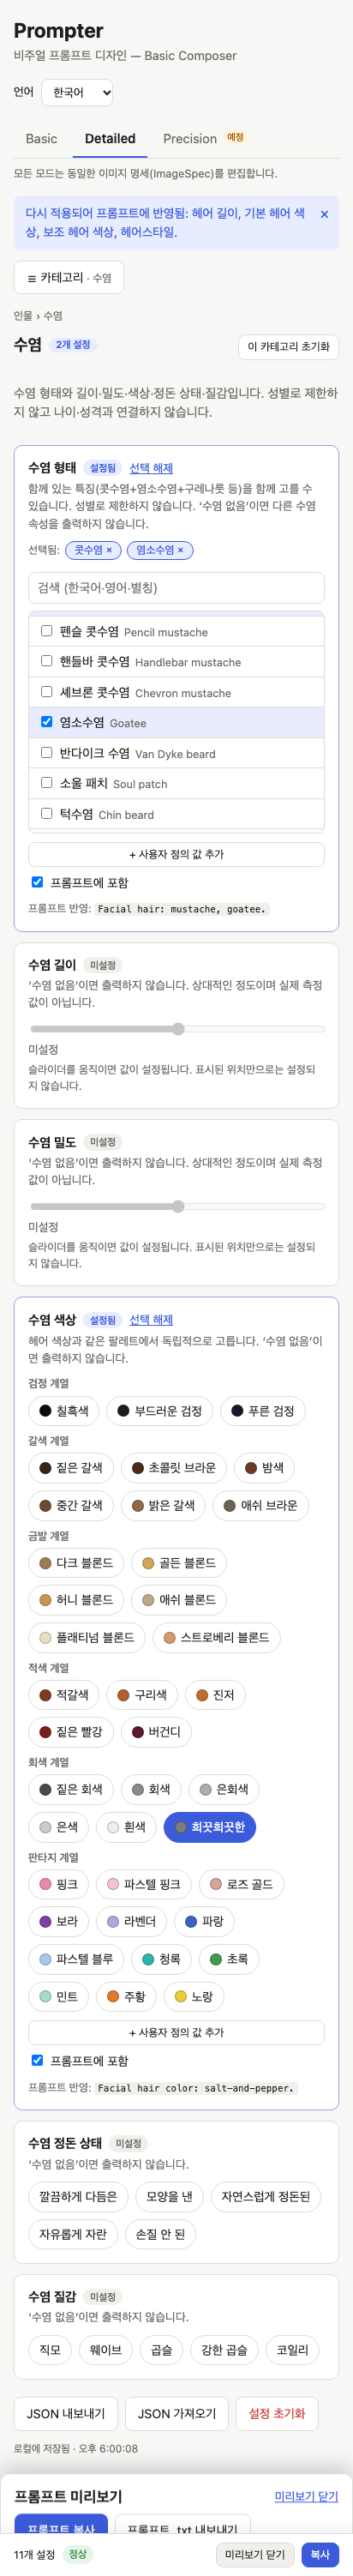 Prompter
비주얼 프롬프트 디자인 — Basic Composer
언어 한국어
Basic Detailed Precision 예정
모든 모드는 동일한 이미지 명세(ImageSpec)를 편집합니다.
다시 적용되어 프롬프트에 반영됨: 헤어 길이, 기본 헤어 색
상, 보조 헤어 색상, 헤어스타일. ×
≡ 카테고리 · 수염
인물 › 수염
수염 2개 설정 이 카테고리 초기화
수염 형태와 길이·밀도·색상·정돈 상태·질감입니다. 성별로 제한하
지 않고 나이·성격과 연결하지 않습니다.
수염 형태 설정됨 선택 해제
함께 있는 특징(콧수염+염소수염+구레나룻 등)을 함께 고를 수
있습니다. 성별로 제한하지 않습니다. ‘수염 없음’이면 다른 수염
속성을 출력하지 않습니다.
선택됨: 콧수염 × 염소수염 ×
검색 (한국어·영어·별칭)
펜슬 콧수염 Pencil mustache
핸들바 콧수염 Handlebar mustache
셰브론 콧수염 Chevron mustache
염소수염 Goatee
반다이크 수염 Van Dyke beard
소울 패치 Soul patch
턱수염 Chin beard
+ 사용자 정의 값 추가
프롬프트에 포함
프롬프트 반영: Facial hair: mustache, goatee.
수염 길이 미설정
‘수염 없음’이면 출력하지 않습니다. 상대적인 정도이며 실제 측정
값이 아닙니다.
미설정
슬라이더를 움직이면 값이 설정됩니다. 표시된 위치만으로는 설정되
지 않습니다.
수염 밀도 미설정
‘수염 없음’이면 출력하지 않습니다. 상대적인 정도이며 실제 측정
값이 아닙니다.
미설정
슬라이더를 움직이면 값이 설정됩니다. 표시된 위치만으로는 설정되
지 않습니다.
수염 색상 설정됨 선택 해제
헤어 색상과 같은 팔레트에서 독립적으로 고릅니다. ‘수염 없음’이
면 출력하지 않습니다.
검정 계열
칠흑색 부드러운 검정 푸른 검정
갈색 계열
짙은 갈색 초콜릿 브라운 밤색
중간 갈색 밝은 갈색 애쉬 브라운
금발 계열
다크 블론드 골든 블론드
허니 블론드 애쉬 블론드
플래티넘 블론드 스트로베리 블론드
적색 계열
적갈색 구리색 진저
짙은 빨강 버건디
회색 계열
짙은 회색 회색 은회색
은색 흰색 희끗희끗한
판타지 계열
핑크 파스텔 핑크 로즈 골드
보라 라벤더 파랑
파스텔 블루 청록 초록
민트 주황 노랑
+ 사용자 정의 값 추가
프롬프트에 포함
프롬프트 반영: Facial hair color: salt-and-pepper.
수염 정돈 상태 미설정
‘수염 없음’이면 출력하지 않습니다.
깔끔하게 다듬은 모양을 낸 자연스럽게 정돈된
자유롭게 자란 손질 안 된
수염 질감 미설정
‘수염 없음’이면 출력하지 않습니다.
직모 웨이브 곱슬 강한 곱슬 코일리
JSON 내보내기 JSON 가져오기 설정 초기화
로컬에 저장됨 · 오후 6:00:08
프롬프트 미리보기 미리보기 닫기
프롬프트 복사 프롬프트 .txt 내보내기
11개 설정 정상 미리보기 닫기 복사